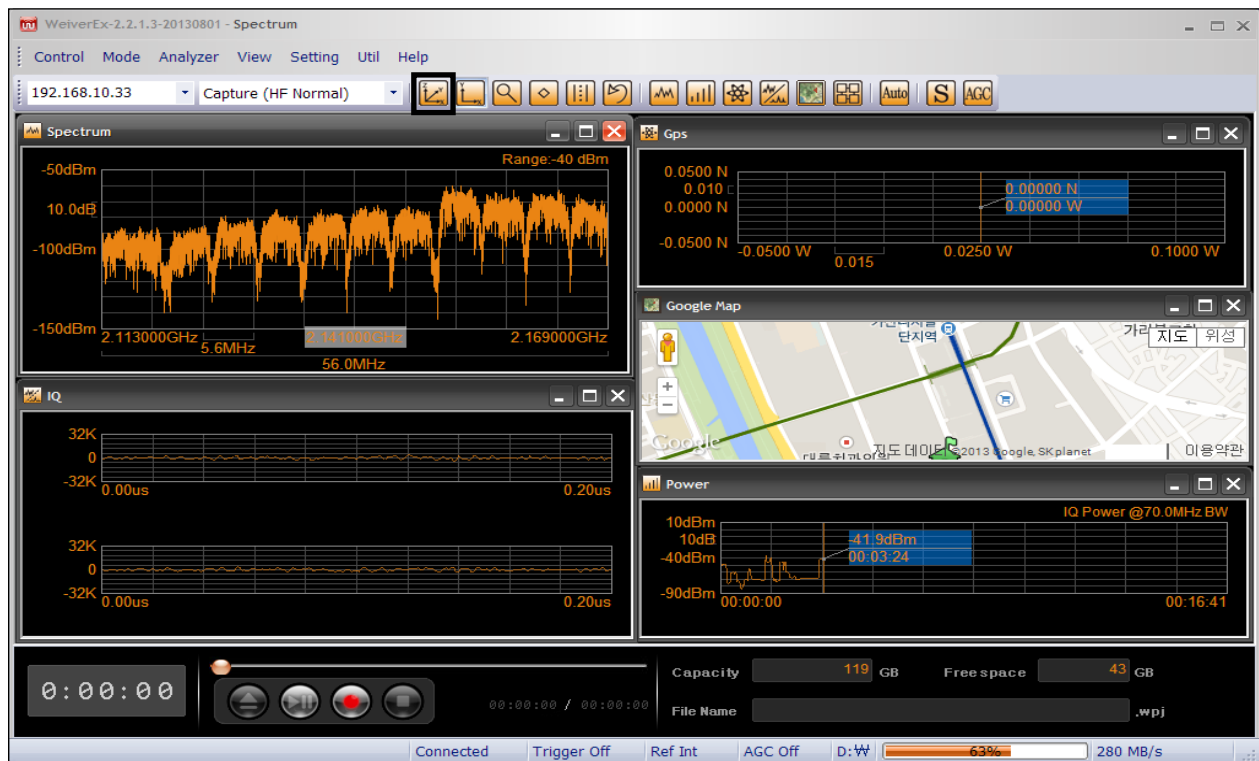 WeiverEx-2.2.1.3-20130801 - Spectrum
Control Mode Analyzer View Setting Util Help
192.168.10.33 Capture (HF Normal) Auto S AGC
Spectrum
Range:-40 dBm
-50dBm
10.0dB
-100dBm
-150dBm
2.113000GHz 2.141000GHz 2.169000GHz
5.6MHz
56.0MHz
IQ
32K
0
-32K
0.00us 0.20us
32K
0
-32K
0.00us 0.20us
Gps
0.0500 N
0.010
0.0000 N
-0.0500 N
0.00000 N
0.00000 W
-0.0500 W 0.0250 W 0.1000 W
0.015
Google Map
단지역
지도 위성
Google
지도 데이터 ©2013 Google, SK planet 이용약관
Power
IQ Power @70.0MHz BW
10dBm
10dB
-40dBm
-90dBm
-41.9dBm
00:03:24
00:00:00 00:16:41
0:00:00
00:00:00 / 00:00:00
Capacity 119 GB Free space 43 GB
File Name .wpj
Connected Trigger Off Ref Int AGC Off D:₩ 63% 280 MB/s